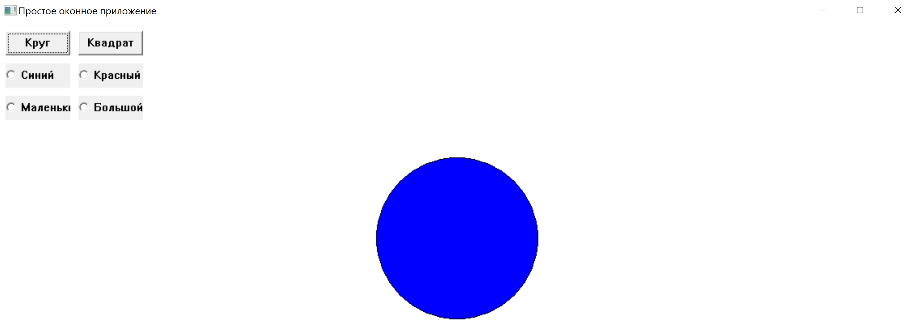 Простое оконное приложение
Круг Квадрат
Синий Красный
Маленьки Большой